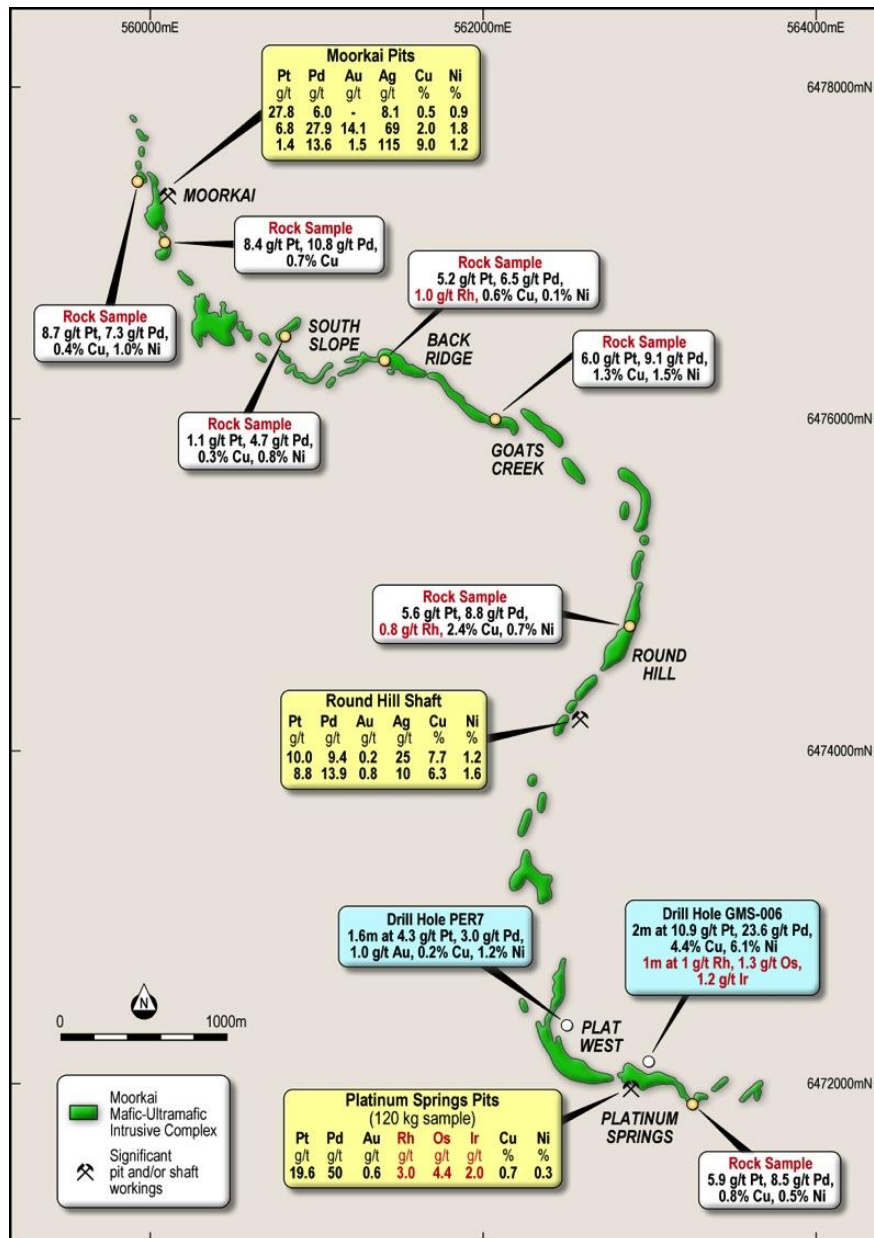 560000mE 562000mE 564000mE
6478000mN
Moorkai Pits
Pt Pd Au Ag Cu Ni
g/t g/t g/t g/t % %
27.8 6.0 - 8.1 0.5 0.9
6.8 27.9 14.1 69 2.0 1.8
1.4 13.6 1.5 115 9.0 1.2
MOORKAI
Rock Sample
8.4 g/t Pt, 10.8 g/t Pd,
0.7% Cu
Rock Sample
8.7 g/t Pt, 7.3 g/t Pd,
0.4% Cu, 1.0% Ni
SOUTH
SLOPE
Rock Sample
5.2 g/t Pt, 6.5 g/t Pd,
1.0 g/t Rh, 0.6% Cu, 0.1% Ni
BACK
RIDGE
Rock Sample
6.0 g/t Pt, 9.1 g/t Pd,
1.3% Cu, 1.5% Ni
6476000mN
Rock Sample
1.1 g/t Pt, 4.7 g/t Pd,
0.3% Cu, 0.8% Ni
GOATS
CREEK
Rock Sample
5.6 g/t Pt, 8.8 g/t Pd,
0.8 g/t Rh, 2.4% Cu, 0.7% Ni
ROUND
HILL
Round Hill Shaft
Pt Pd Au Ag Cu Ni
g/t g/t g/t g/t % %
10.0 9.4 0.2 25 7.7 1.2
8.8 13.9 0.8 10 6.3 1.6
6474000mN
Drill Hole PER7
1.6m at 4.3 g/t Pt, 3.0 g/t Pd,
1.0 g/t Au, 0.2% Cu, 1.2% Ni
Drill Hole GMS-006
2m at 10.9 g/t Pt, 23.6 g/t Pd,
4.4% Cu, 6.1% Ni
1m at 1 g/t Rh, 1.3 g/t Os,
1.2 g/t Ir
N
0 1000m
PLAT
WEST
6472000mN
Moorkai
Mafic-Ultramafic
Intrusive Complex
Significant
pit and/or shaft
workings
Platinum Springs Pits
(120 kg sample)
Pt Pd Au Rh Os Ir Cu Ni
g/t g/t g/t g/t g/t g/t % %
19.6 50 0.6 3.0 4.4 2.0 0.7 0.3
PLATINUM
SPRINGS
Rock Sample
5.9 g/t Pt, 8.5 g/t Pd,
0.8% Cu, 0.5% Ni